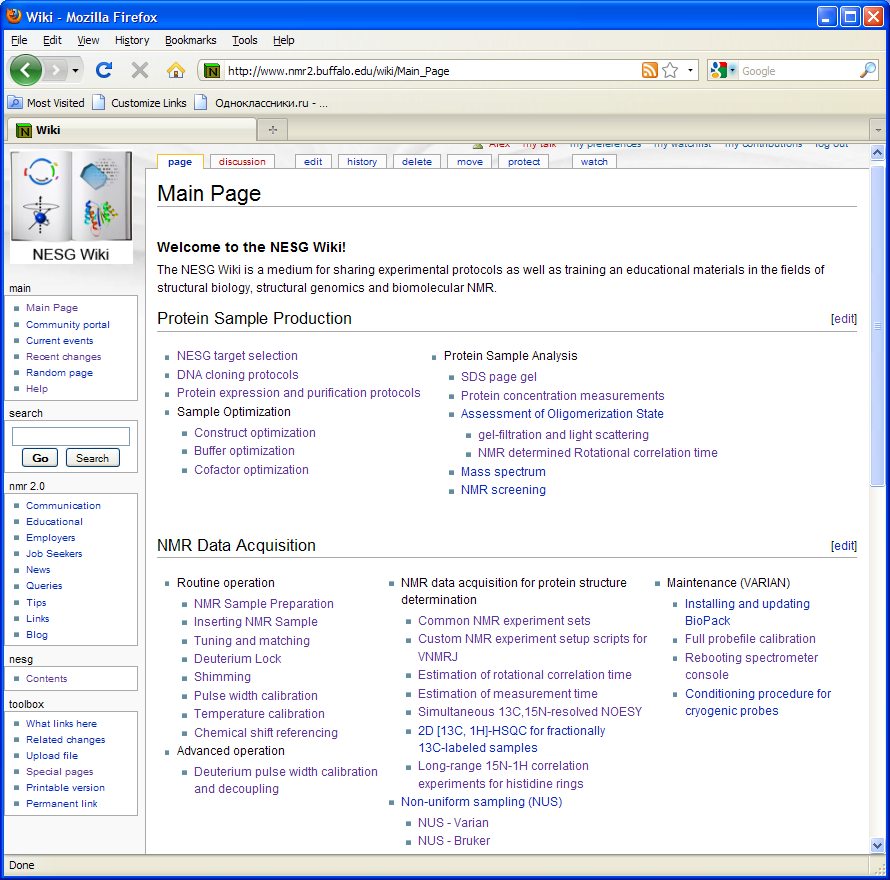 Wiki - Mozilla Firefox
File Edit View History Bookmarks Tools Help
http://www.nmr2.buffalo.edu/wiki/Main_Page
Google
Most Visited Customize Links Одноклассники.ru - ...
Wiki
Alex my talk my preferences my watchlist my contributions log out
page discussion edit history delete move protect watch
NESG Wiki
main
Main Page
Community portal
Current events
Recent changes
Random page
Help
search
Go Search
nmr 2.0
Communication
Educational
Employers
Job Seekers
News
Queries
Tips
Links
Blog
nesg
Contents
toolbox
What links here
Related changes
Upload file
Special pages
Printable version
Permanent link
Main Page
Welcome to the NESG Wiki!
The NESG Wiki is a medium for sharing experimental protocols as well as training an educational materials in the fields of
structural biology, structural genomics and biomolecular NMR.
Protein Sample Production [edit]
NESG target selection
DNA cloning protocols
Protein expression and purification protocols
Sample Optimization
Construct optimization
Buffer optimization
Cofactor optimization
Protein Sample Analysis
SDS page gel
Protein concentration measurements
Assessment of Oligomerization State
gel-filtration and light scattering
NMR determined Rotational correlation time
Mass spectrum
NMR screening
NMR Data Acquisition [edit]
Routine operation
NMR Sample Preparation
Inserting NMR Sample
Tuning and matching
Deuterium Lock
Shimming
Pulse width calibration
Temperature calibration
Chemical shift referencing
Advanced operation
Deuterium pulse width calibration
and decoupling
NMR data acquisition for protein structure
determination
Common NMR experiment sets
Custom NMR experiment setup scripts for
VNMRJ
Estimation of rotational correlation time
Estimation of measurement time
Simultaneous 13C,15N-resolved NOESY
2D [13C, 1H]-HSQC for fractionally
13C-labeled samples
Long-range 15N-1H correlation
experiments for histidine rings
Non-uniform sampling (NUS)
NUS - Varian
NUS - Bruker
Maintenance (VARIAN)
Installing and updating
BioPack
Full probefile calibration
Rebooting spectrometer
console
Conditioning procedure for
cryogenic probes
Done